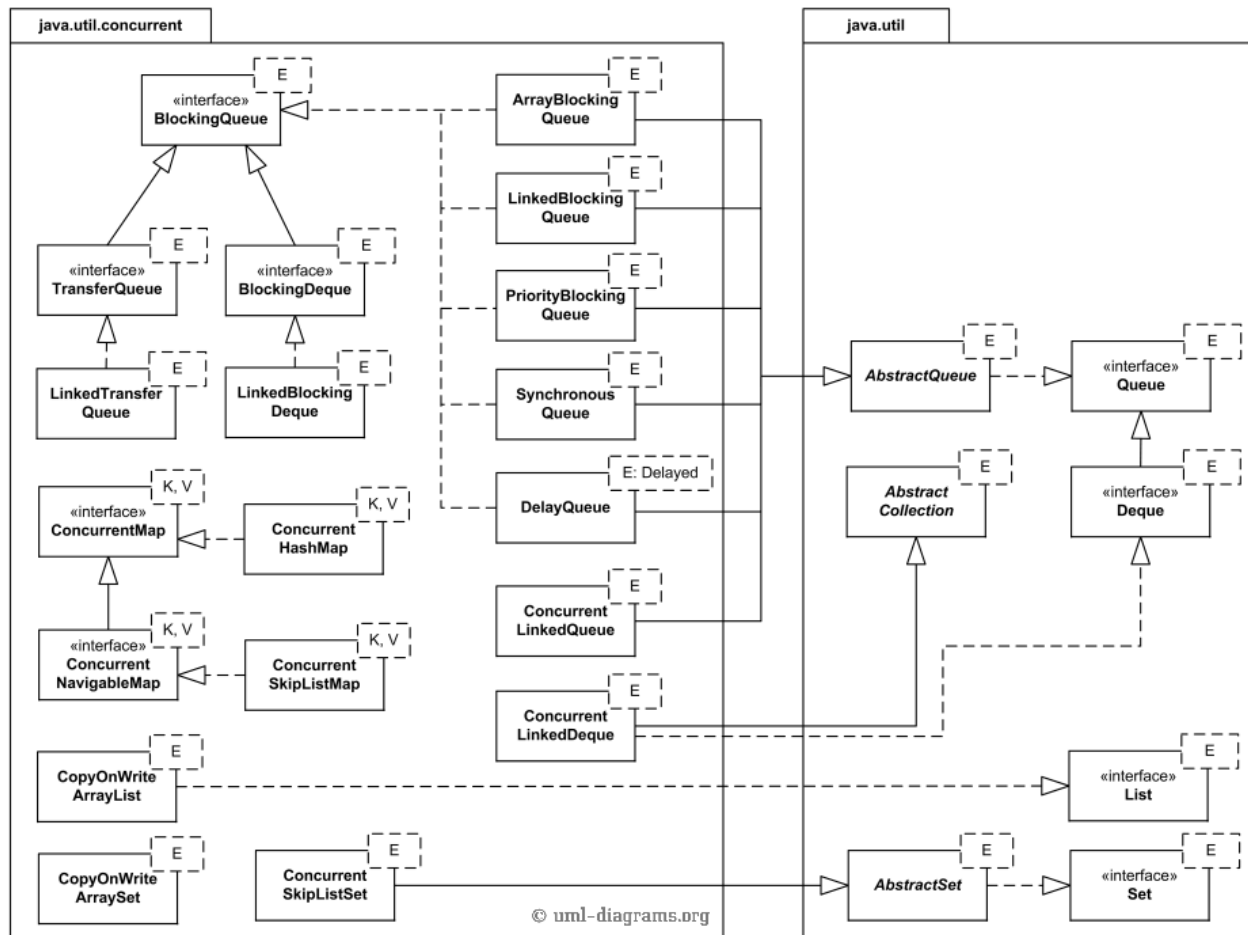 java.util.concurrent
java.util
E
«interface»
BlockingQueue
E
ArrayBlocking
Queue
E
LinkedBlocking
Queue
E
«interface»
TransferQueue
E
«interface»
BlockingDeque
E
PriorityBlocking
Queue
E
LinkedTransfer
Queue
E
LinkedBlocking
Deque
E
Synchronous
Queue
E
AbstractQueue
E
«interface»
Queue
K, V
«interface»
ConcurrentMap
K, V
Concurrent
HashMap
E: Delayed
DelayQueue
E
Abstract
Collection
E
«interface»
Deque
K, V
«interface»
Concurrent
NavigableMap
K, V
Concurrent
SkipListMap
E
Concurrent
LinkedQueue
E
Concurrent
LinkedDeque
E
CopyOnWrite
ArrayList
E
«interface»
List
E
CopyOnWrite
ArraySet
E
Concurrent
SkipListSet
E
AbstractSet
E
«interface»
Set
© uml-diagrams.org